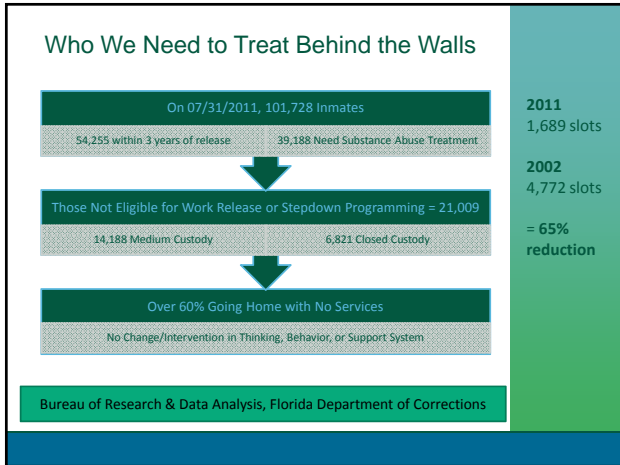 Who We Need to Treat Behind the Walls
On 07/31/2011, 101,728 Inmates
54,255 within 3 years of release
39,188 Need Substance Abuse Treatment
Those Not Eligible for Work Release or Stepdown Programming = 21,009
14,188 Medium Custody
6,821 Closed Custody
Over 60% Going Home with No Services
No Change/Intervention in Thinking, Behavior, or Support System
Bureau of Research & Data Analysis, Florida Department of Corrections
2011
1,689 slots
2002
4,772 slots
= 65%
reduction